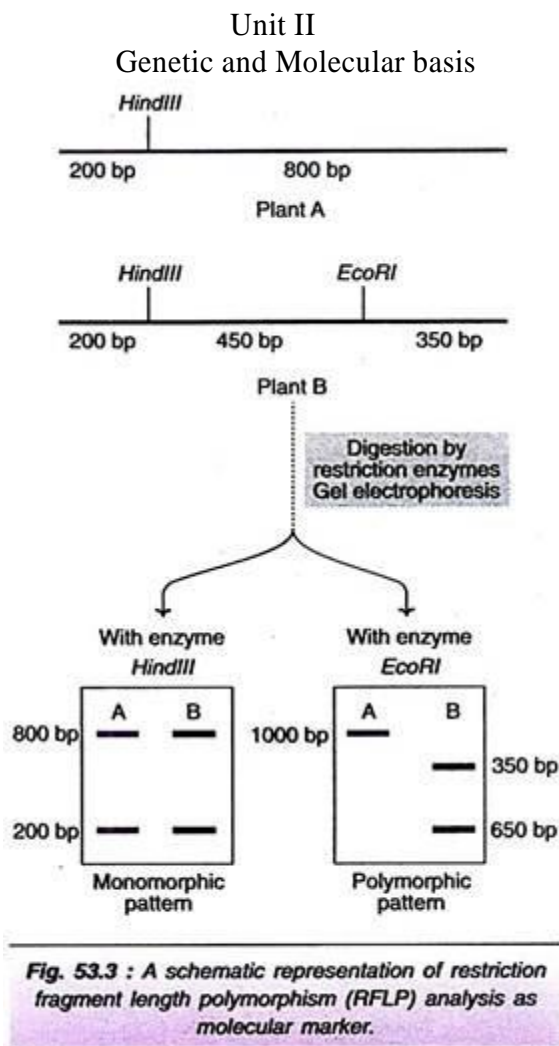 Unit II
Genetic and Molecular basis
HindIII
200 bp 800 bp
Plant A
HindIII EcoRI
200 bp 450 bp 350 bp
Plant B
Digestion by
restriction enzymes
Gel electrophoresis
With enzyme
HindIII
With enzyme
EcoRI
A B
800 bp
200 bp
Monomorphic
pattern
A B
1000 bp
350 bp
650 bp
Polymorphic
pattern
Fig. 53.3 : A schematic representation of restriction
fragment length polymorphism (RFLP) analysis as
molecular marker.